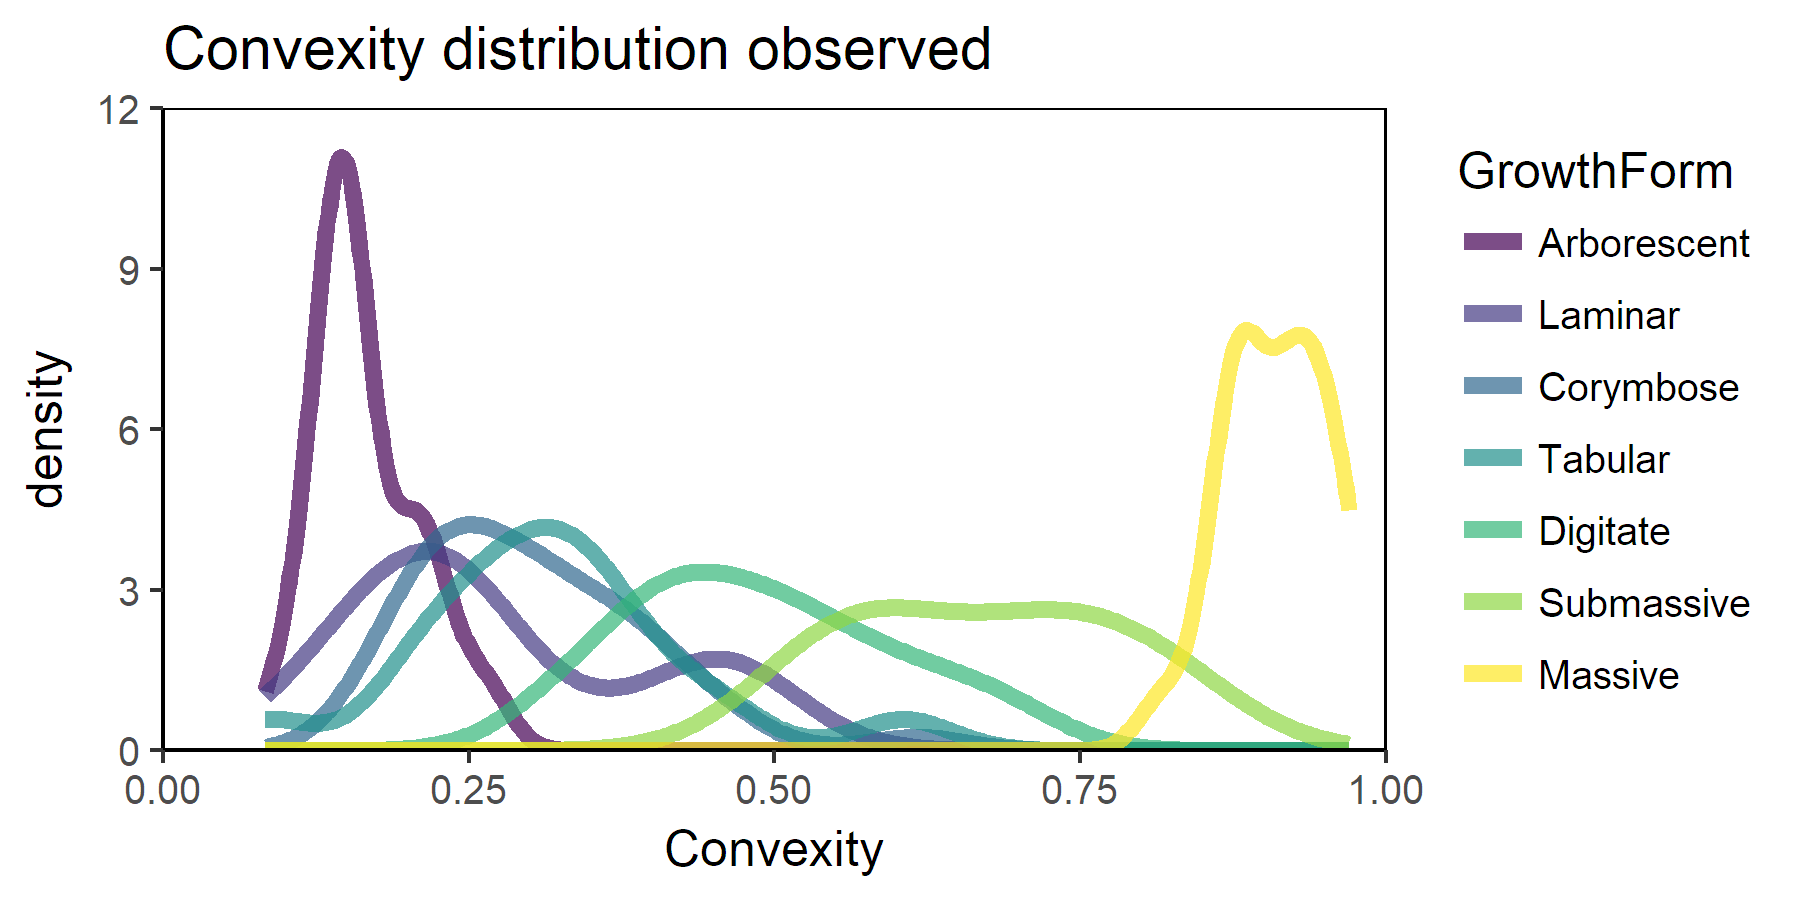 Convexity distribution observed
12
9
6
3
0
density
0.00 0.25 0.50 0.75 1.00
Convexity
GrowthForm
Arborescent
Laminar
Corymbose
Tabular
Digitate
Submassive
Massive